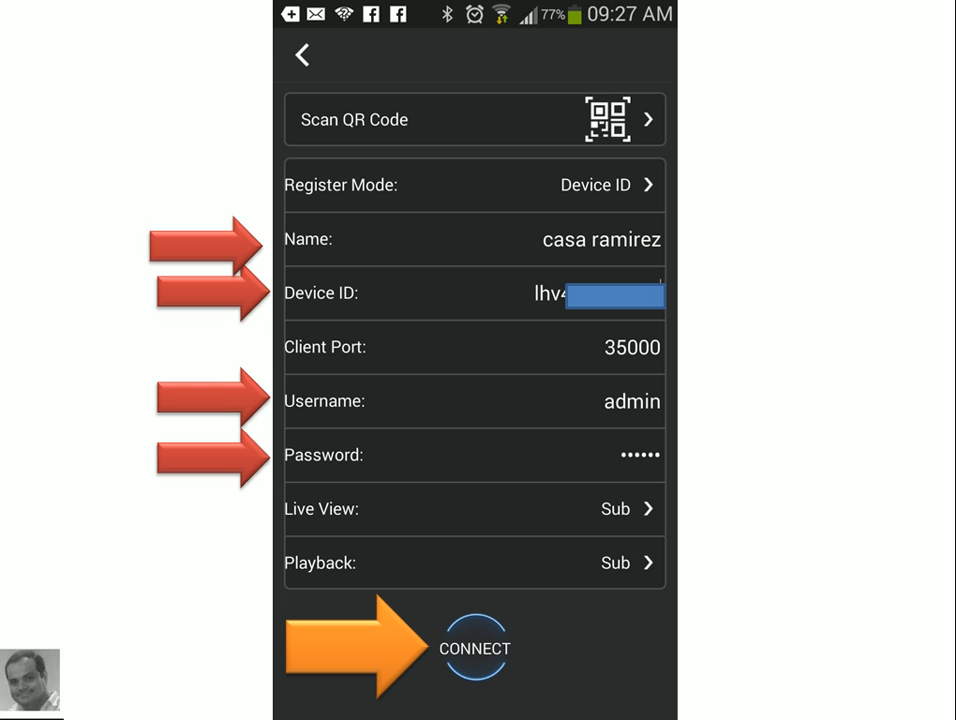 77% 09:27 AM
Scan QR Code
Register Mode: Device ID
Name: casa ramirez
Device ID: lhv4
Client Port: 35000
Username: admin
Password: ••••••
Live View: Sub
Playback: Sub
CONNECT